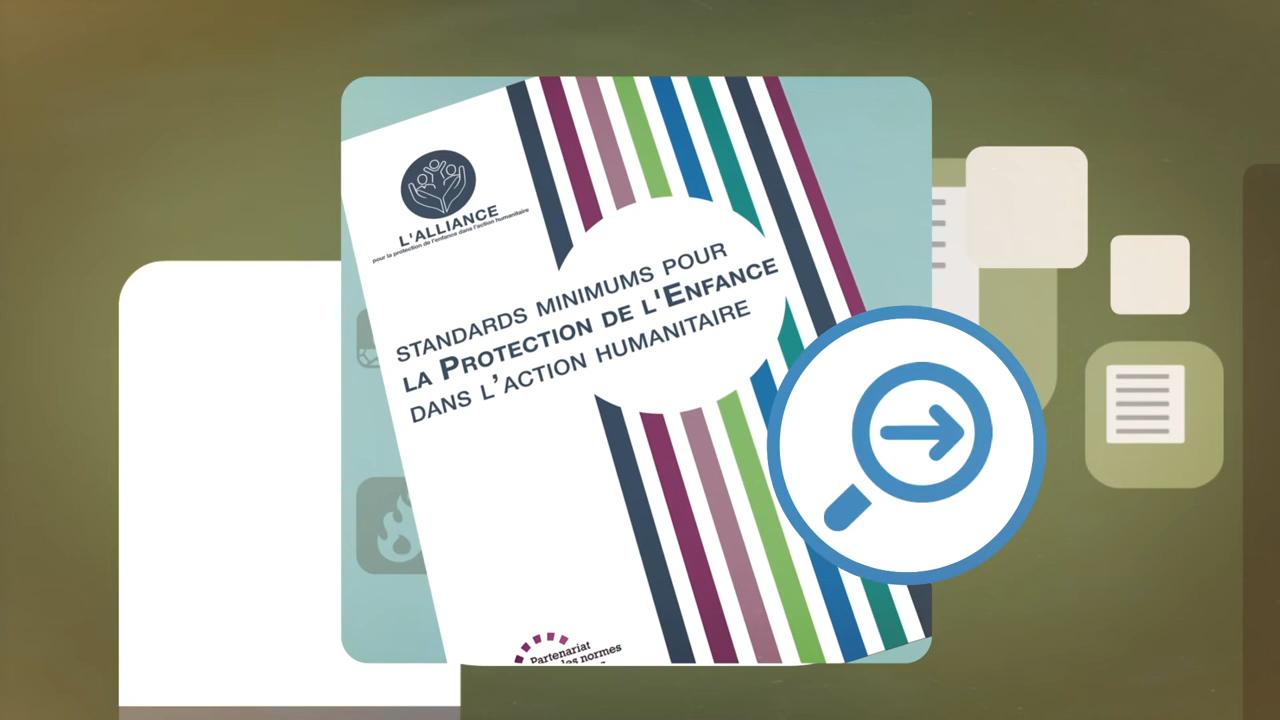 L'ALLIANCE
pour la protection de l'enfance dans l'action humanitaire
STANDARDS MINIMUMS POUR
LA PROTECTION DE L'ENFANCE
DANS L'ACTION HUMANITAIRE
Partenariat
les normes